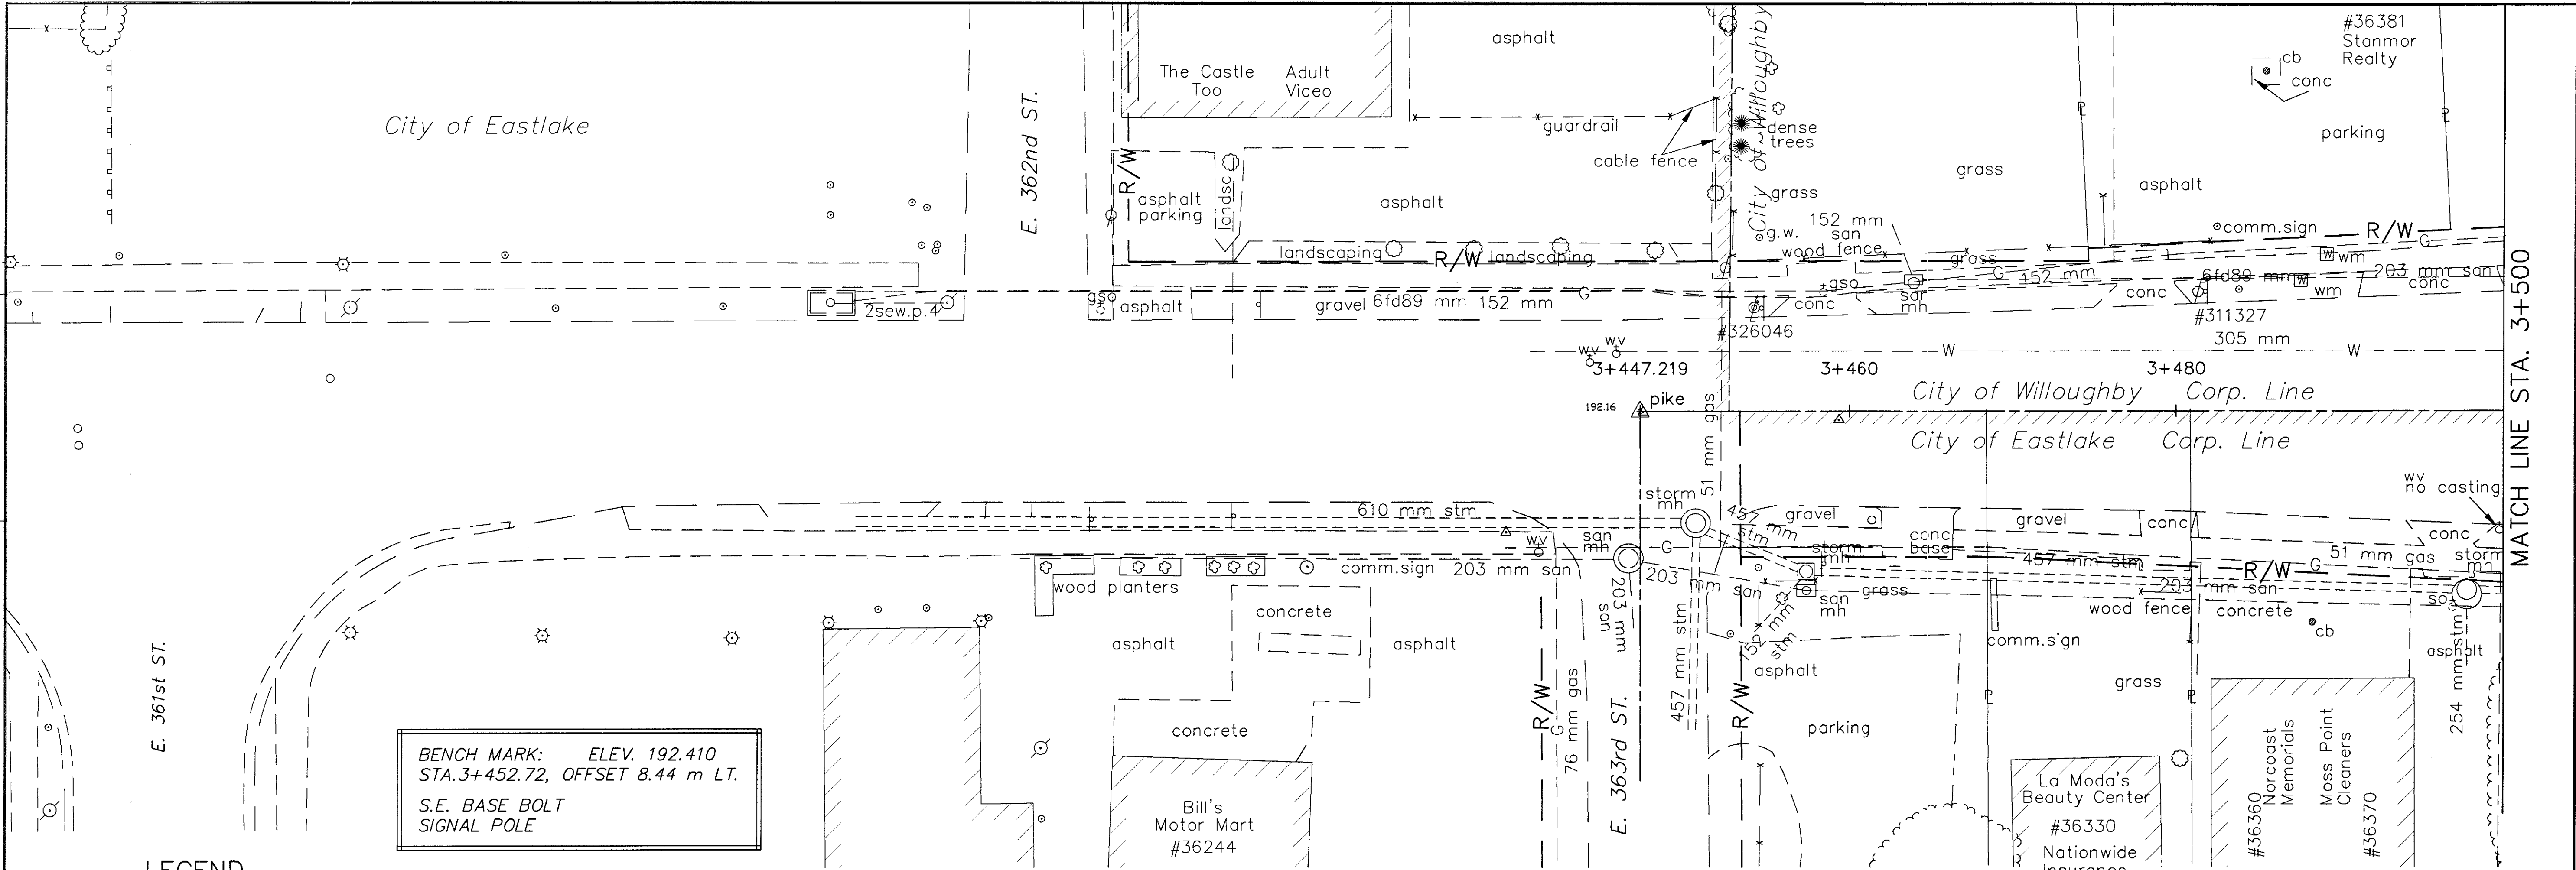 City of Eastlake
E. 362nd ST.
R/W
The Castle
Too
Adult
Video
asphalt
guardrail
cable fence
City of Willoughby
dense
trees
grass
grass
#36381
Stanmor
Realty
cb
conc
parking
asphalt
asphalt
parking
landsc
asphalt
landscaping
R/W
landscaping
152 mm
san
g.w.
wood fence
grass
comm.sign
R/W
G
G
152 mm
6fd89 mm
W
wm
203 mm san
2sew.p.4
gso
asphalt
gravel
6fd89 mm
152 mm
G
gso
conc
san
mh
conc
W
wm
conc
#326046
#311327
305 mm
wv
wv
W
W
3+447.219
3+460
3+480
MATCH LINE STA. 3+500
City of Willoughby
Corp. Line
192.16
pike
City of Eastlake
Corp. Line
51 mm gas
610 mm stm
storm
mh
457 mm
stm
gravel
gravel
conc
wv
no casting
conc
wv
san
mh
G
storm
mh
conc
base
457 mm stm
51 mm
gas
storm
mh
R/W
G
wood planters
comm.sign
203 mm san
203 mm
san
203 mm
san
san
mh
grass
203 mm san
wood fence
concrete
so
cb
concrete
asphalt
asphalt
152 mm
stm
asphalt
comm.sign
grass
asphalt
254 mm stm
E. 361st ST.
457 mm stm
R/W
G
76 mm gas
E. 363rd ST.
R/W
parking
concrete
BENCH MARK: ELEV. 192.410
STA.3+452.72, OFFSET 8.44 m LT.
S.E. BASE BOLT
SIGNAL POLE
Bill's
Motor Mart
#36244
La Moda's
Beauty Center
#36330
Nationwide
Insurance
#36360
Norcoast
Memorials
Moss Point
Cleaners
#36370
LEGEND